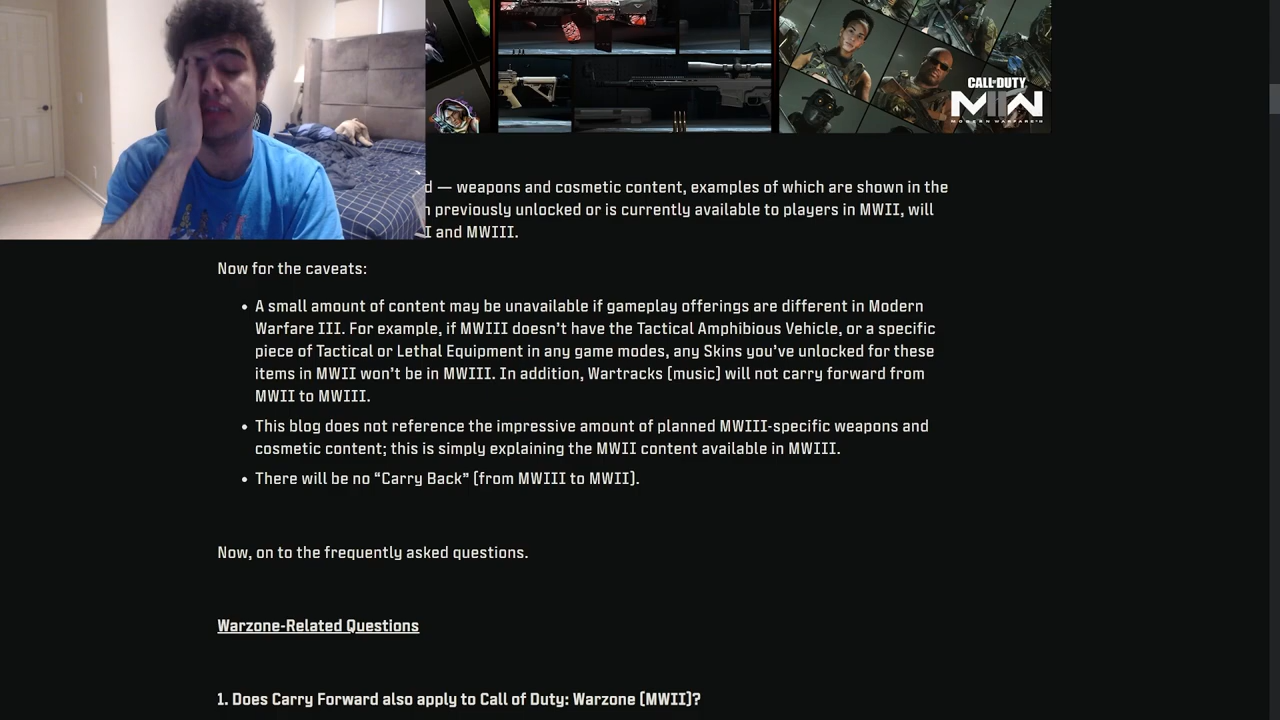 CALL OF DUTY
MWII
MODERN WARFARE II
d — weapons and cosmetic content, examples of which are shown in the
previously unlocked or is currently available to players in MWII, will
I and MWIII.
Now for the caveats:
• A small amount of content may be unavailable if gameplay offerings are different in Modern
Warfare III. For example, if MWIII doesn’t have the Tactical Amphibious Vehicle, or a specific
piece of Tactical or Lethal Equipment in any game modes, any Skins you’ve unlocked for these
items in MWII won’t be in MWIII. In addition, Wartracks (music) will not carry forward from
MWII to MWIII.
• This blog does not reference the impressive amount of planned MWIII-specific weapons and
cosmetic content; this is simply explaining the MWII content available in MWIII.
• There will be no “Carry Back” (from MWIII to MWII).
Now, on to the frequently asked questions.
Warzone-Related Questions
1. Does Carry Forward also apply to Call of Duty: Warzone (MWII)?